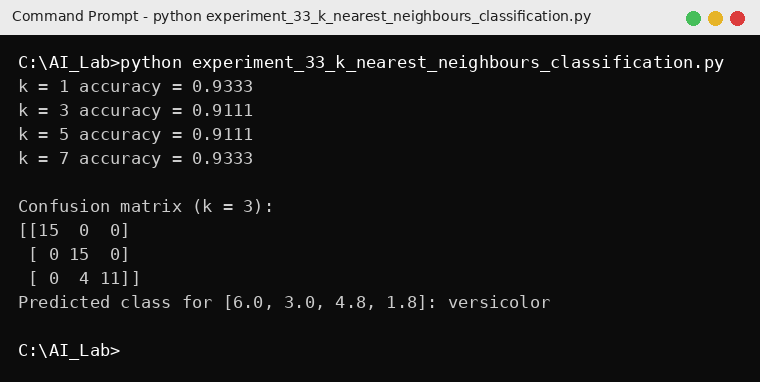 Command Prompt - python experiment_33_k_nearest_neighbours_classification.py
C:\AI_Lab>python experiment_33_k_nearest_neighbours_classification.py
k = 1 accuracy = 0.9333
k = 3 accuracy = 0.9111
k = 5 accuracy = 0.9111
k = 7 accuracy = 0.9333

Confusion matrix (k = 3):
[[15  0  0]
 [ 0 15  0]
 [ 0  4 11]]
Predicted class for [6.0, 3.0, 4.8, 1.8]: versicolor

C:\AI_Lab>